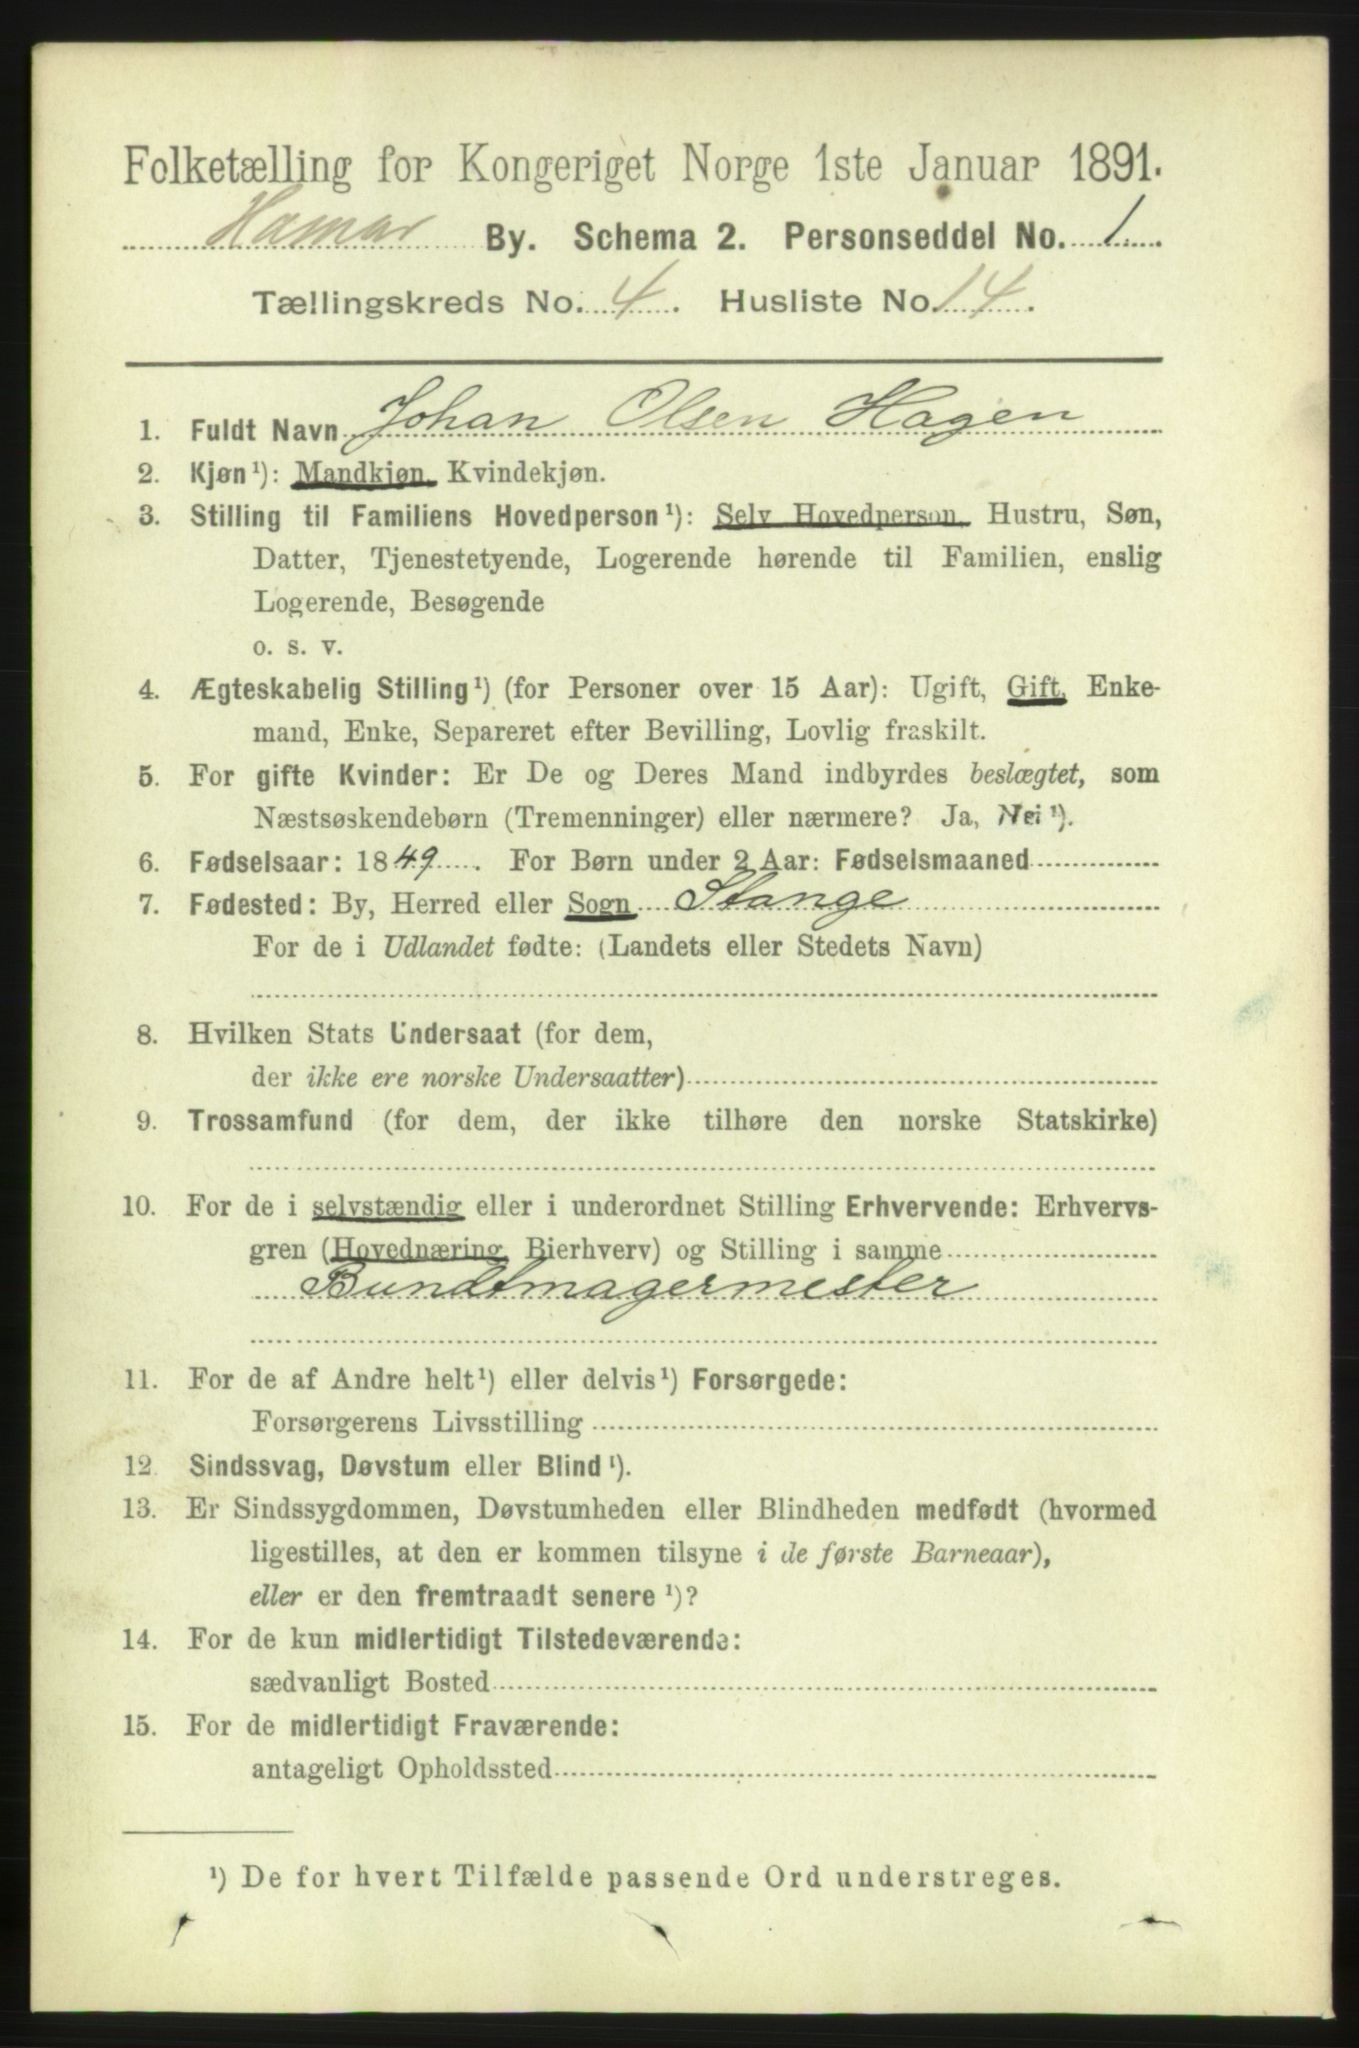 Folketælling for Kongeriget Norge 1ste Januar 1891.
Hamar By. Schema 2. Personseddel No. 1.
Tællingskreds No. 4. Husliste No. 14.
1. Fuldt Navn Johan Olsen Hagen
2. Kjøn¹): Mandkjøn, Kvindekjøn.
3. Stilling til Familiens Hovedperson¹): Selv Hovedperson, Hustru, Søn,
Datter, Tjenestetyende, Logerende hørende til Familien, enslig
Logerende, Besøgende
o. s. v.
4. Ægteskabelig Stilling¹) (for Personer over 15 Aar): Ugift, Gift, Enke-
mand, Enke, Separeret efter Bevilling, Lovlig fraskilt.
5. For gifte Kvinder: Er De og Deres Mand indbyrdes beslægtet, som
Næstsøskendebørn (Tremenninger) eller nærmere? Ja, Nei¹).
6. Fødselsaar: 1849. For Børn under 2 Aar: Fødselsmaaned
7. Fødested: By, Herred eller Sogn Stange
For de i Udlandet fødte: (Landets eller Stedets Navn)
8. Hvilken Stats Undersaat (for dem,
der ikke ere norske Undersaatter)
9. Trossamfund (for dem, der ikke tilhøre den norske Statskirke)
10. For de i selvstændig eller i underordnet Stilling Erhvervende: Erhvervs-
gren (Hovednæring, Bierhverv) og Stilling i samme
Bundtmagermester
11. For de af Andre helt¹) eller delvis¹) Forsørgede:
Forsørgerens Livsstilling
12. Sindssvag, Døvstum eller Blind¹).
13. Er Sindssygdommen, Døvstumheden eller Blindheden medfødt (hvormed
ligestilles, at den er kommen tilsyne i de første Barneaar),
eller er den fremtraadt senere¹)?
14. For de kun midlertidigt Tilstedeværende:
sædvanligt Bosted
15. For de midlertidigt Fraværende:
antageligt Opholdssted
¹) De for hvert Tilfælde passende Ord understreges.